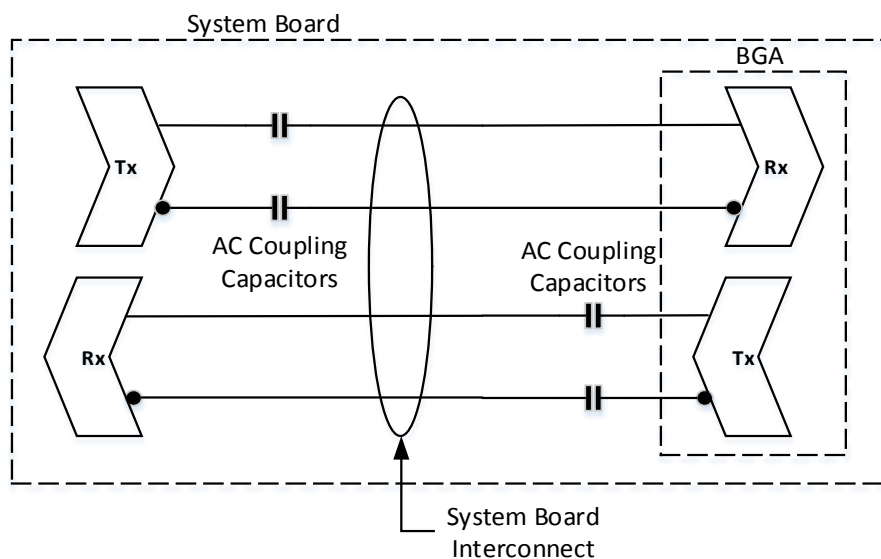 System Board
BGA
Tx
Rx
AC Coupling
Capacitors
AC Coupling
Capacitors
Rx
Tx
System Board
Interconnect